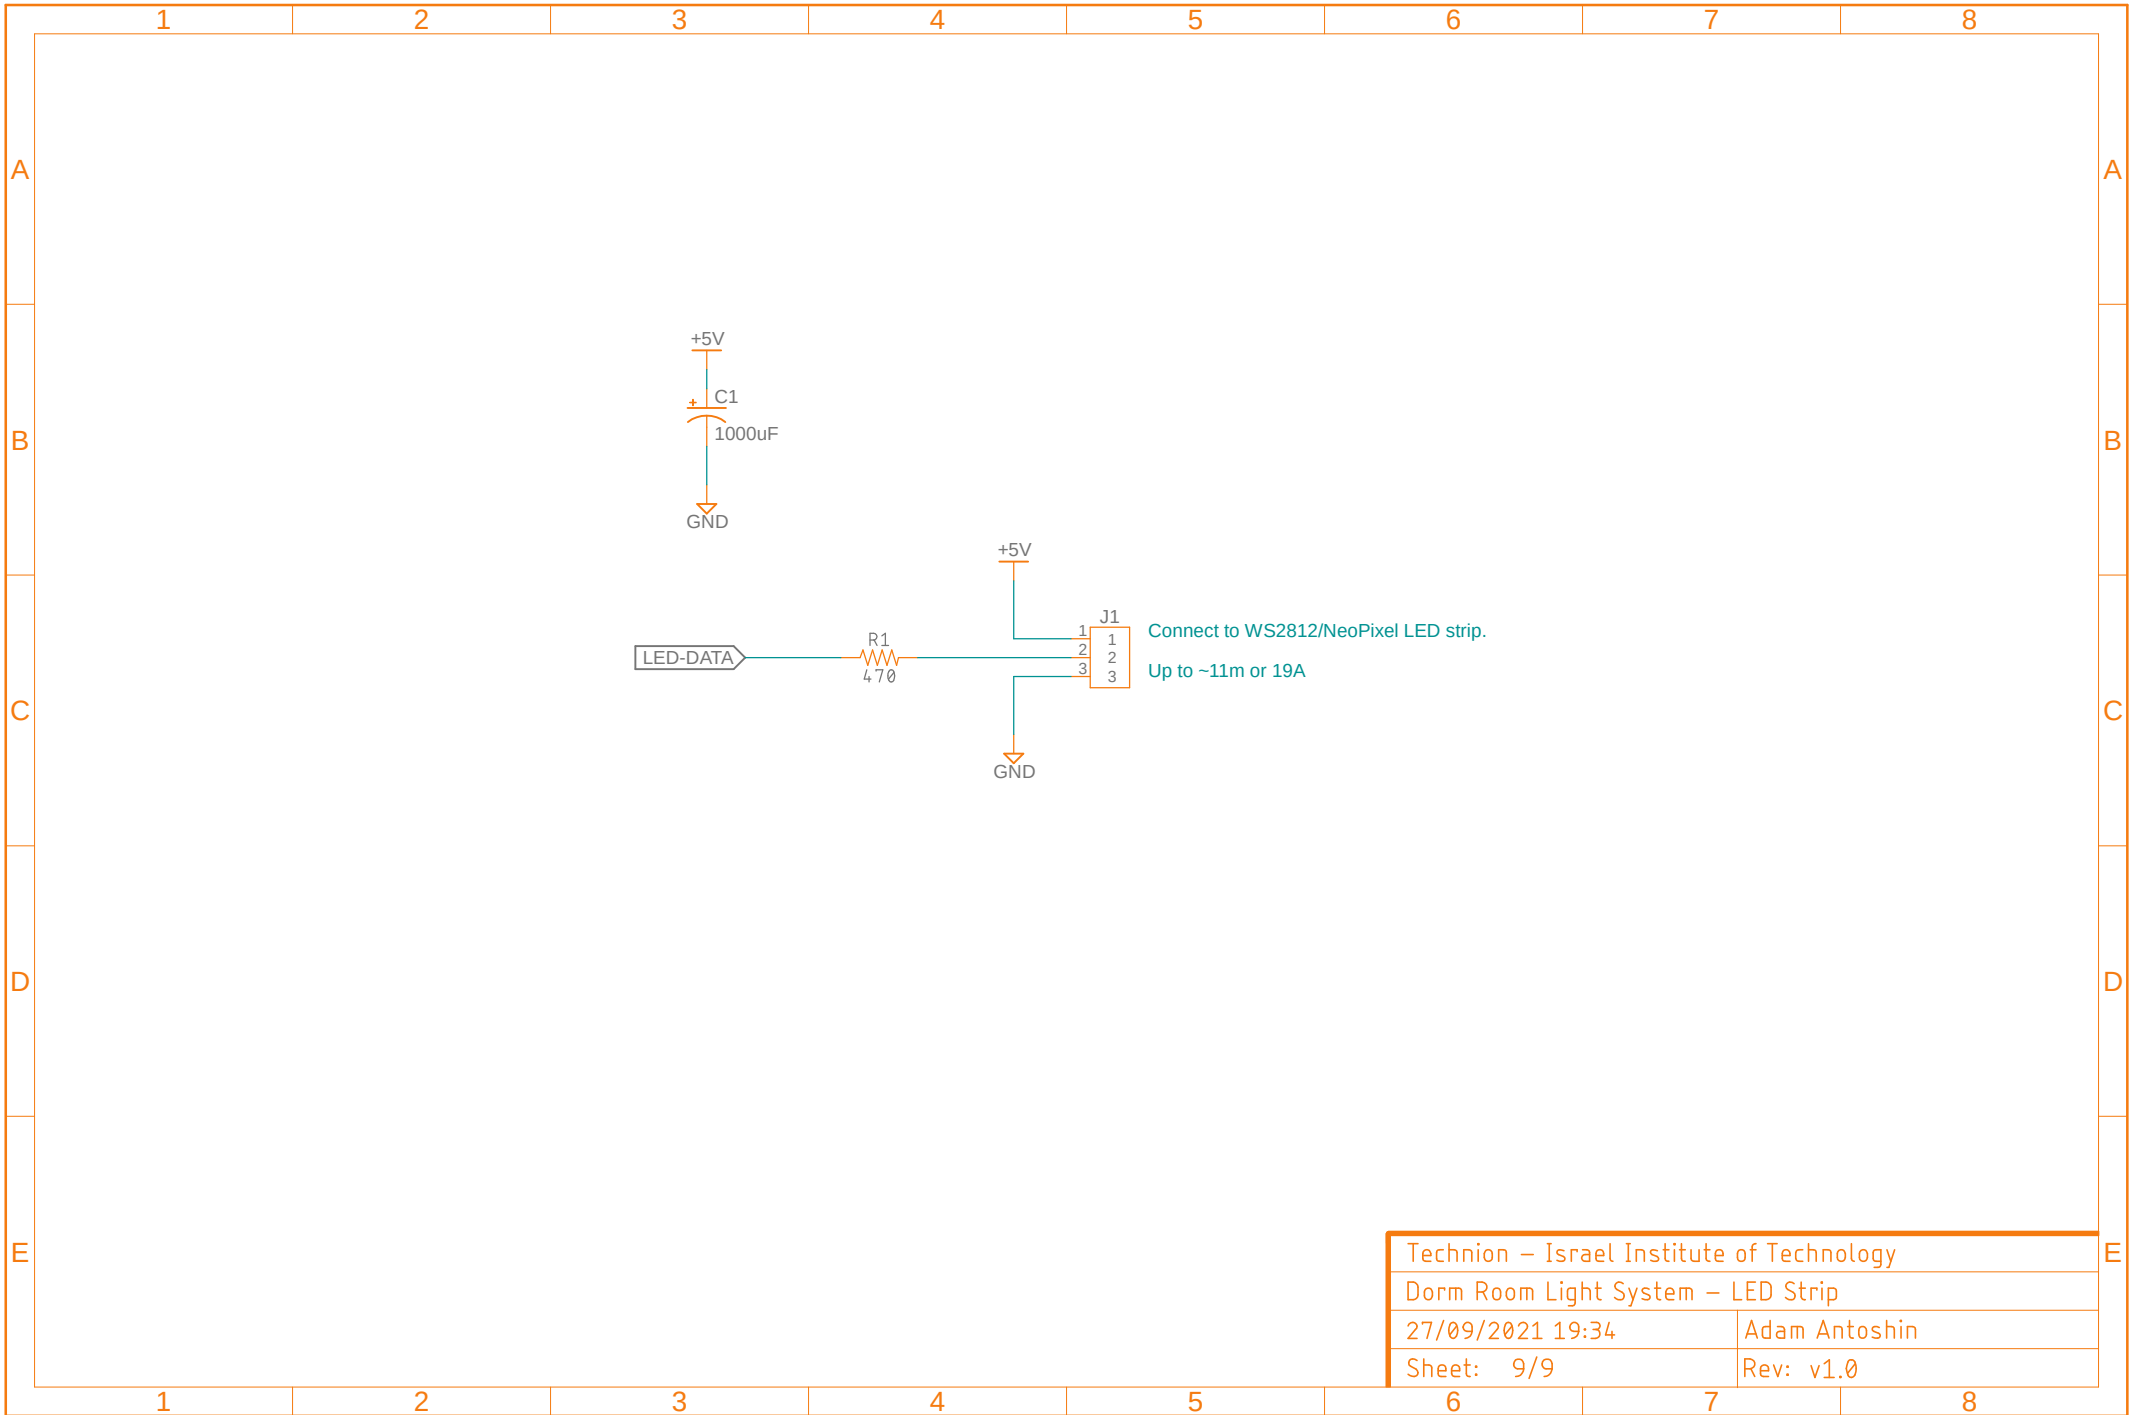 1 2 3 4 5 6 7 8
A A
+5V
C1
+
1000uF
B B
GND
+5V
J1
1 1 Connect to WS2812/NeoPixel LED strip.
R1
LED-DATA 2 2
470
3 3 Up to ~11m or 19A
C C
GND
D D
E E
Technion – Israel Institute of Technology
Dorm Room Light System – LED Strip
27/09/2021 19:34 Adam Antoshin
Sheet: 9/9 Rev: v1.0
1 2 3 4 5 6 7 8